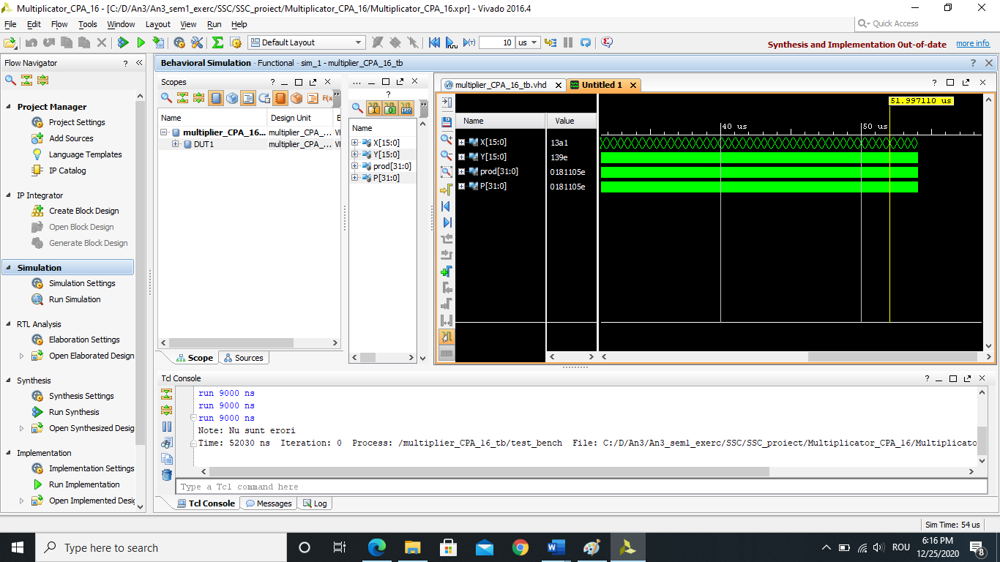 Multiplicator_CPA_16 - [C:/D/An3/An3_sem1_exerc/SSC/SSC_proiect/Multiplicator_CPA_16/Multiplicator_CPA_16.xpr] - Vivado 2016.4
File Edit Flow Tools Window Layout View Run Help
Quick Access
Default Layout
10 us
Synthesis and Implementation Out-of-date more info
Flow Navigator
Project Manager
Project Settings
Add Sources
Language Templates
IP Catalog
IP Integrator
Create Block Design
Open Block Design
Generate Block Design
Simulation
Simulation Settings
Run Simulation
RTL Analysis
Elaboration Settings
Open Elaborated Design
Synthesis
Synthesis Settings
Run Synthesis
Open Synthesized Desig
Implementation
Implementation Settings
Run Implementation
Open Implemented Desig
Behavioral Simulation - Functional - sim_1 - multiplier_CPA_16_tb
Scopes
Name Design Unit
multiplier_CPA_16... multiplier_CPA_...
DUT1 multiplier_CPA_...
Scope Sources
Name
X[15:0]
Y[15:0]
prod[31:0]
P[31:0]
multiplier_CPA_16_tb.vhd Untitled 1
51.997110 us
Name Value
40 us 50 us
X[15:0] 13a1
Y[15:0] 139e
prod[31:0] 0181105e
P[31:0] 0181105e
Tcl Console
run 9000 ns
run 9000 ns
run 9000 ns
Note: Nu sunt erori
Time: 52030 ns Iteration: 0 Process: /multiplier_CPA_16_tb/test_bench File: C:/D/An3/An3_sem1_exerc/SSC/SSC_proiect/Multiplicator_CPA_16/Multiplicato
Type a Tcl command here
Tcl Console Messages Log
Sim Time: 54 us
Type here to search
ROU
6:16 PM
12/25/2020
8